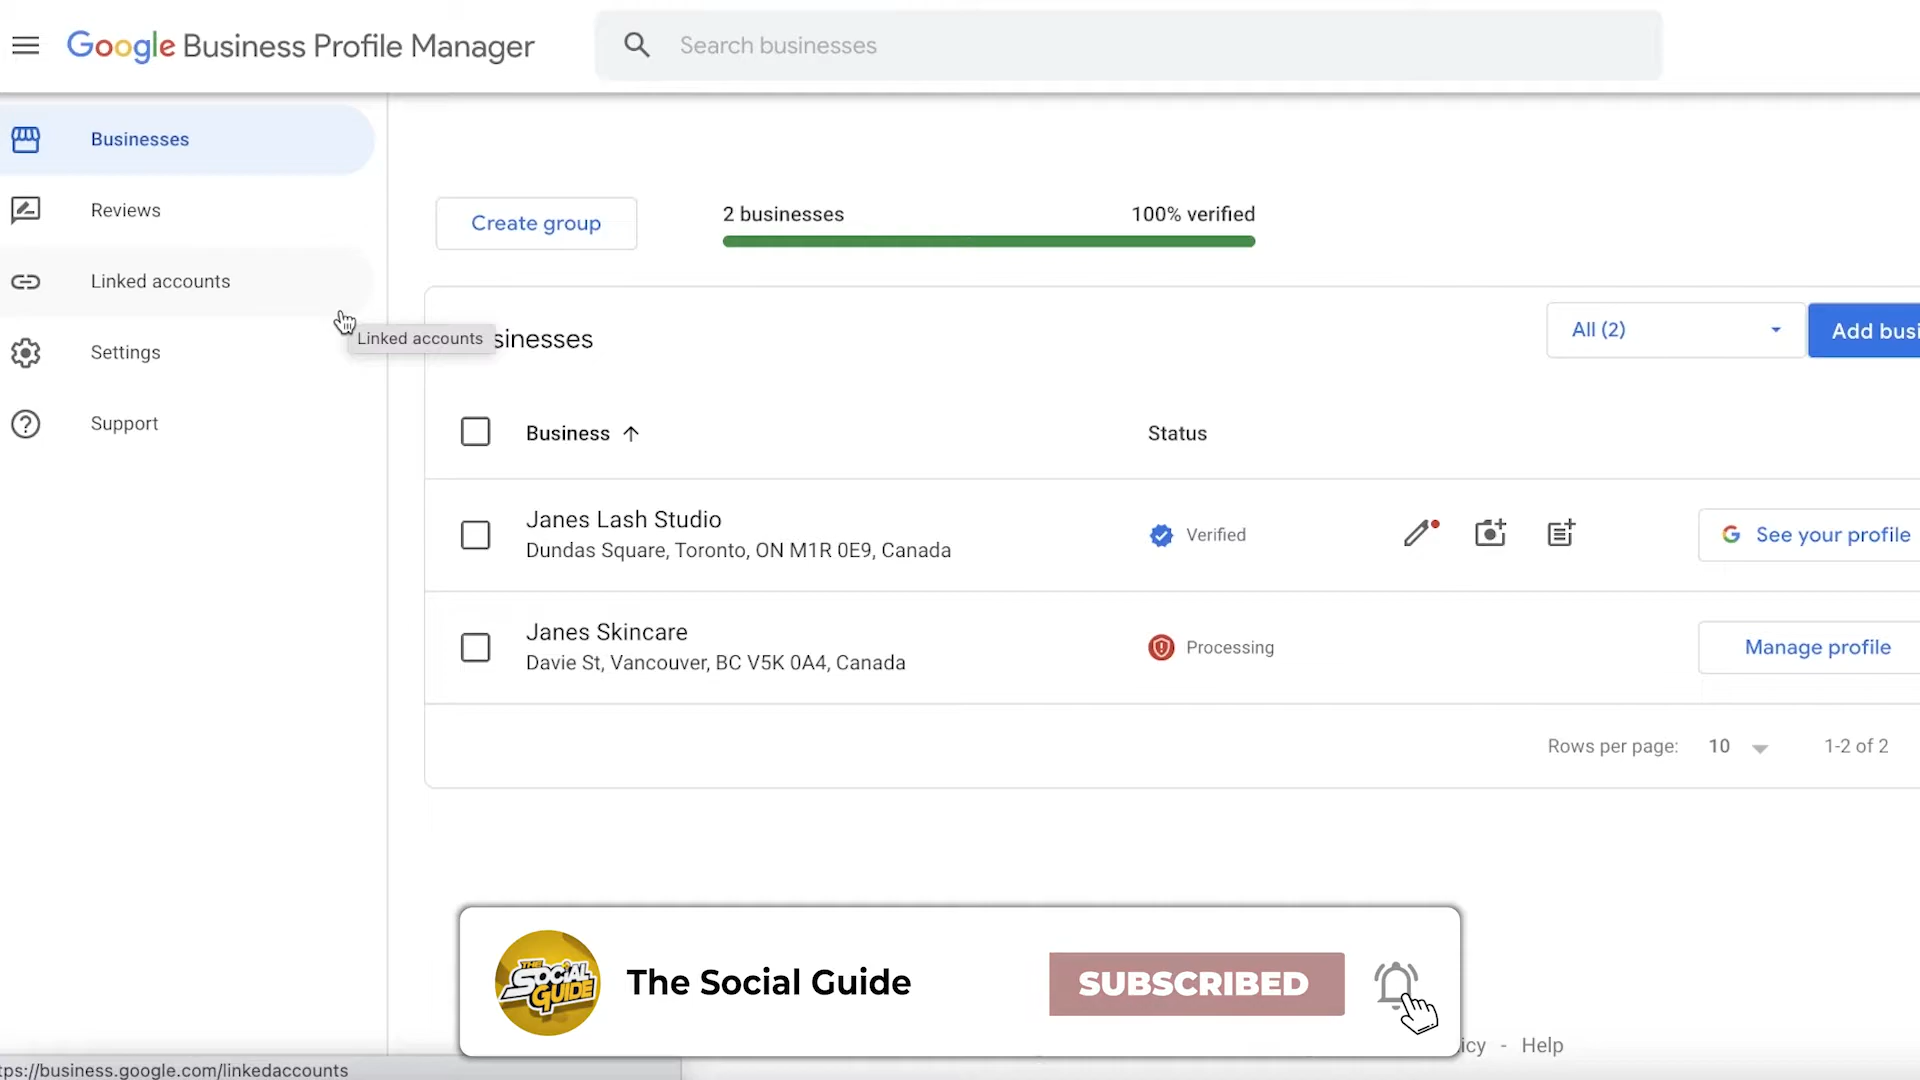 Google Business Profile Manager
Search businesses
Businesses
Reviews
Linked accounts
Settings
Support
Create group
2 businesses
100% verified
sinesses
Linked accounts
All (2)
Add busi
Business
Status
Janes Lash Studio
Dundas Square, Toronto, ON M1R 0E9, Canada
Verified
See your profile
Janes Skincare
Davie St, Vancouver, BC V5K 0A4, Canada
Processing
Manage profile
Rows per page: 10
1-2 of 2
THE SOCIAL GUIDE
The Social Guide
SUBSCRIBED
icy - Help
tps://business.google.com/linkedaccounts